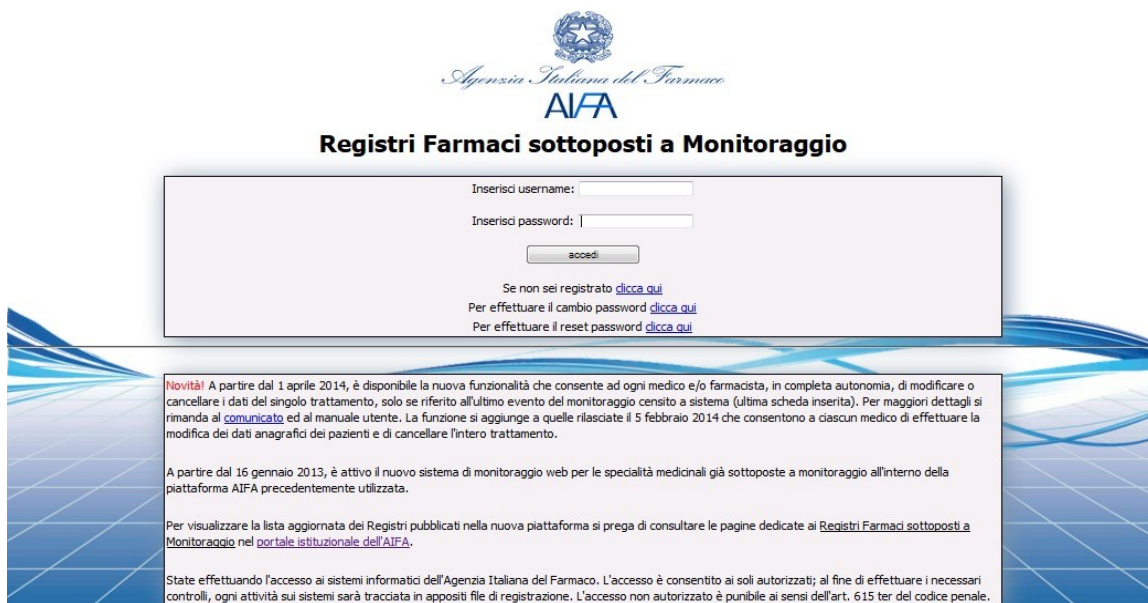 Agenzia Italiana del Farmaco
AIFA
Registri Farmaci sottoposti a Monitoraggio
Inserisci username:
Inserisci password:
accedi
Se non sei registrato clicca qui
Per effettuare il cambio password clicca qui
Per effettuare il reset password clicca qui
Novità! A partire dal 1 aprile 2014, è disponibile la nuova funzionalità che consente ad ogni medico e/o farmacista, in completa autonomia, di modificare o
cancellare i dati del singolo trattamento, solo se riferito all'ultimo evento del monitoraggio censito a sistema (ultima scheda inserita). Per maggiori dettagli si
rimanda al comunicato ed al manuale utente. La funzione si aggiunge a quelle rilasciate il 5 febbraio 2014 che consentono a ciascun medico di effettuare la
modifica dei dati anagrafici dei pazienti e di cancellare l'intero trattamento.
A partire dal 16 gennaio 2013, è attivo il nuovo sistema di monitoraggio web per le specialità medicinali già sottoposte a monitoraggio all'interno della
piattaforma AIFA precedentemente utilizzata.
Per visualizzare la lista aggiornata dei Registri pubblicati nella nuova piattaforma si prega di consultare le pagine dedicate ai Registri Farmaci sottoposti a
Monitoraggio nel portale istituzionale dell'AIFA.
State effettuando l'accesso ai sistemi informatici dell'Agenzia Italiana del Farmaco. L'accesso è consentito ai soli autorizzati; al fine di effettuare i necessari
controlli, ogni attività sui sistemi sarà tracciata in appositi file di registrazione. L'accesso non autorizzato è punibile ai sensi dell'art. 615 ter del codice penale.